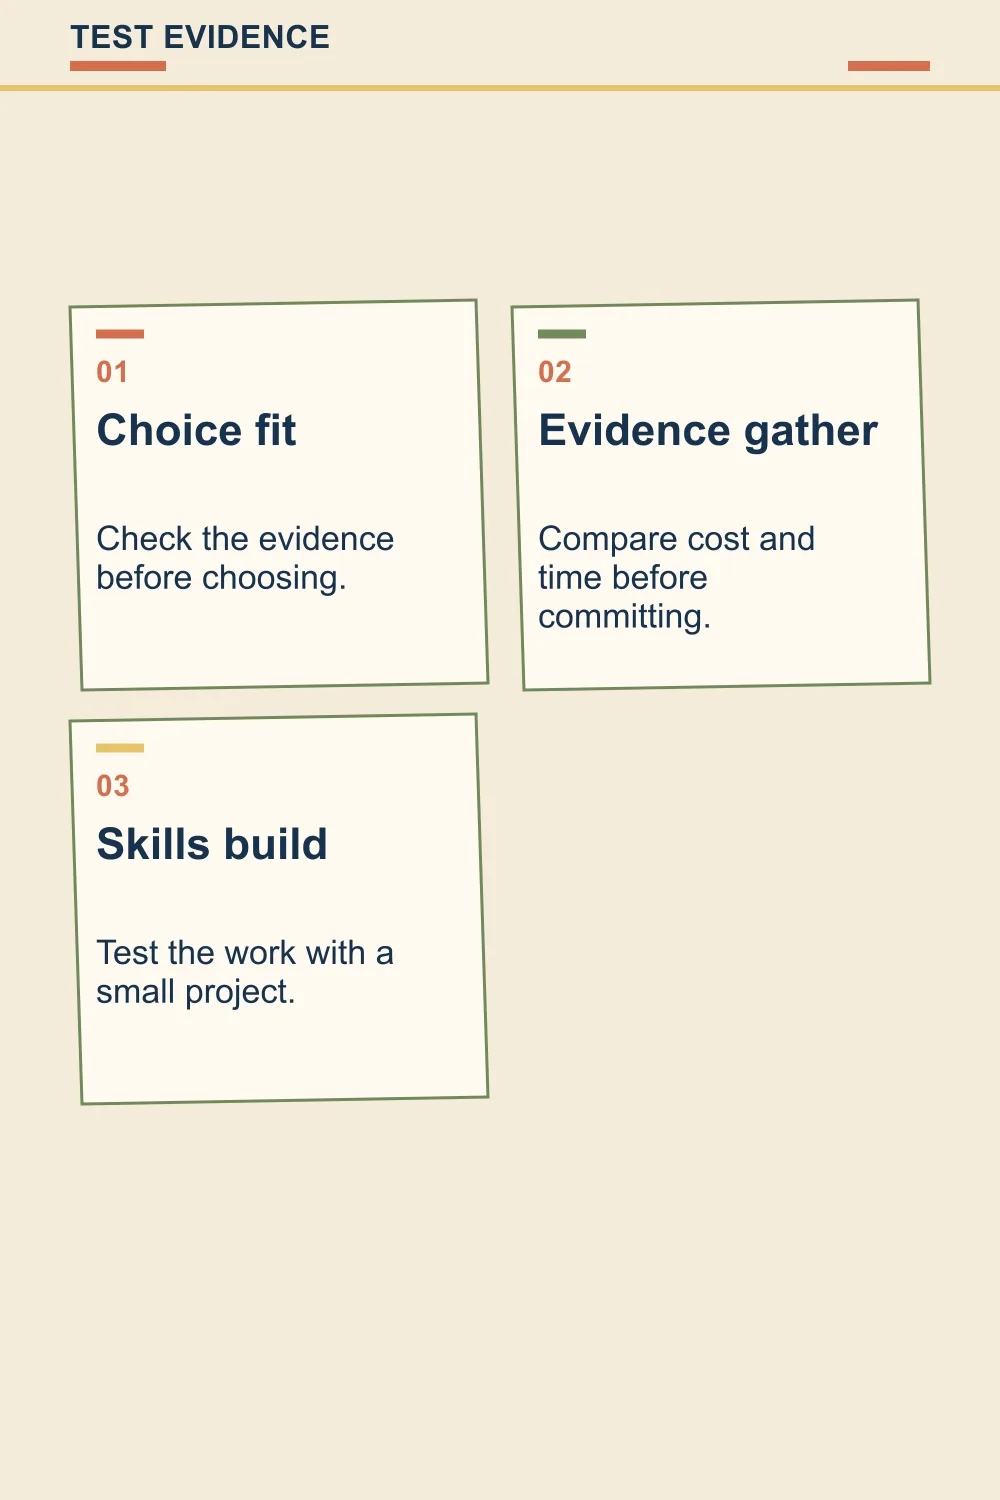 TEST EVIDENCE
01
Choice fit
Check the evidence
before choosing.
02
Evidence gather
Compare cost and
time before
committing.
03
Skills build
Test the work with a
small project.